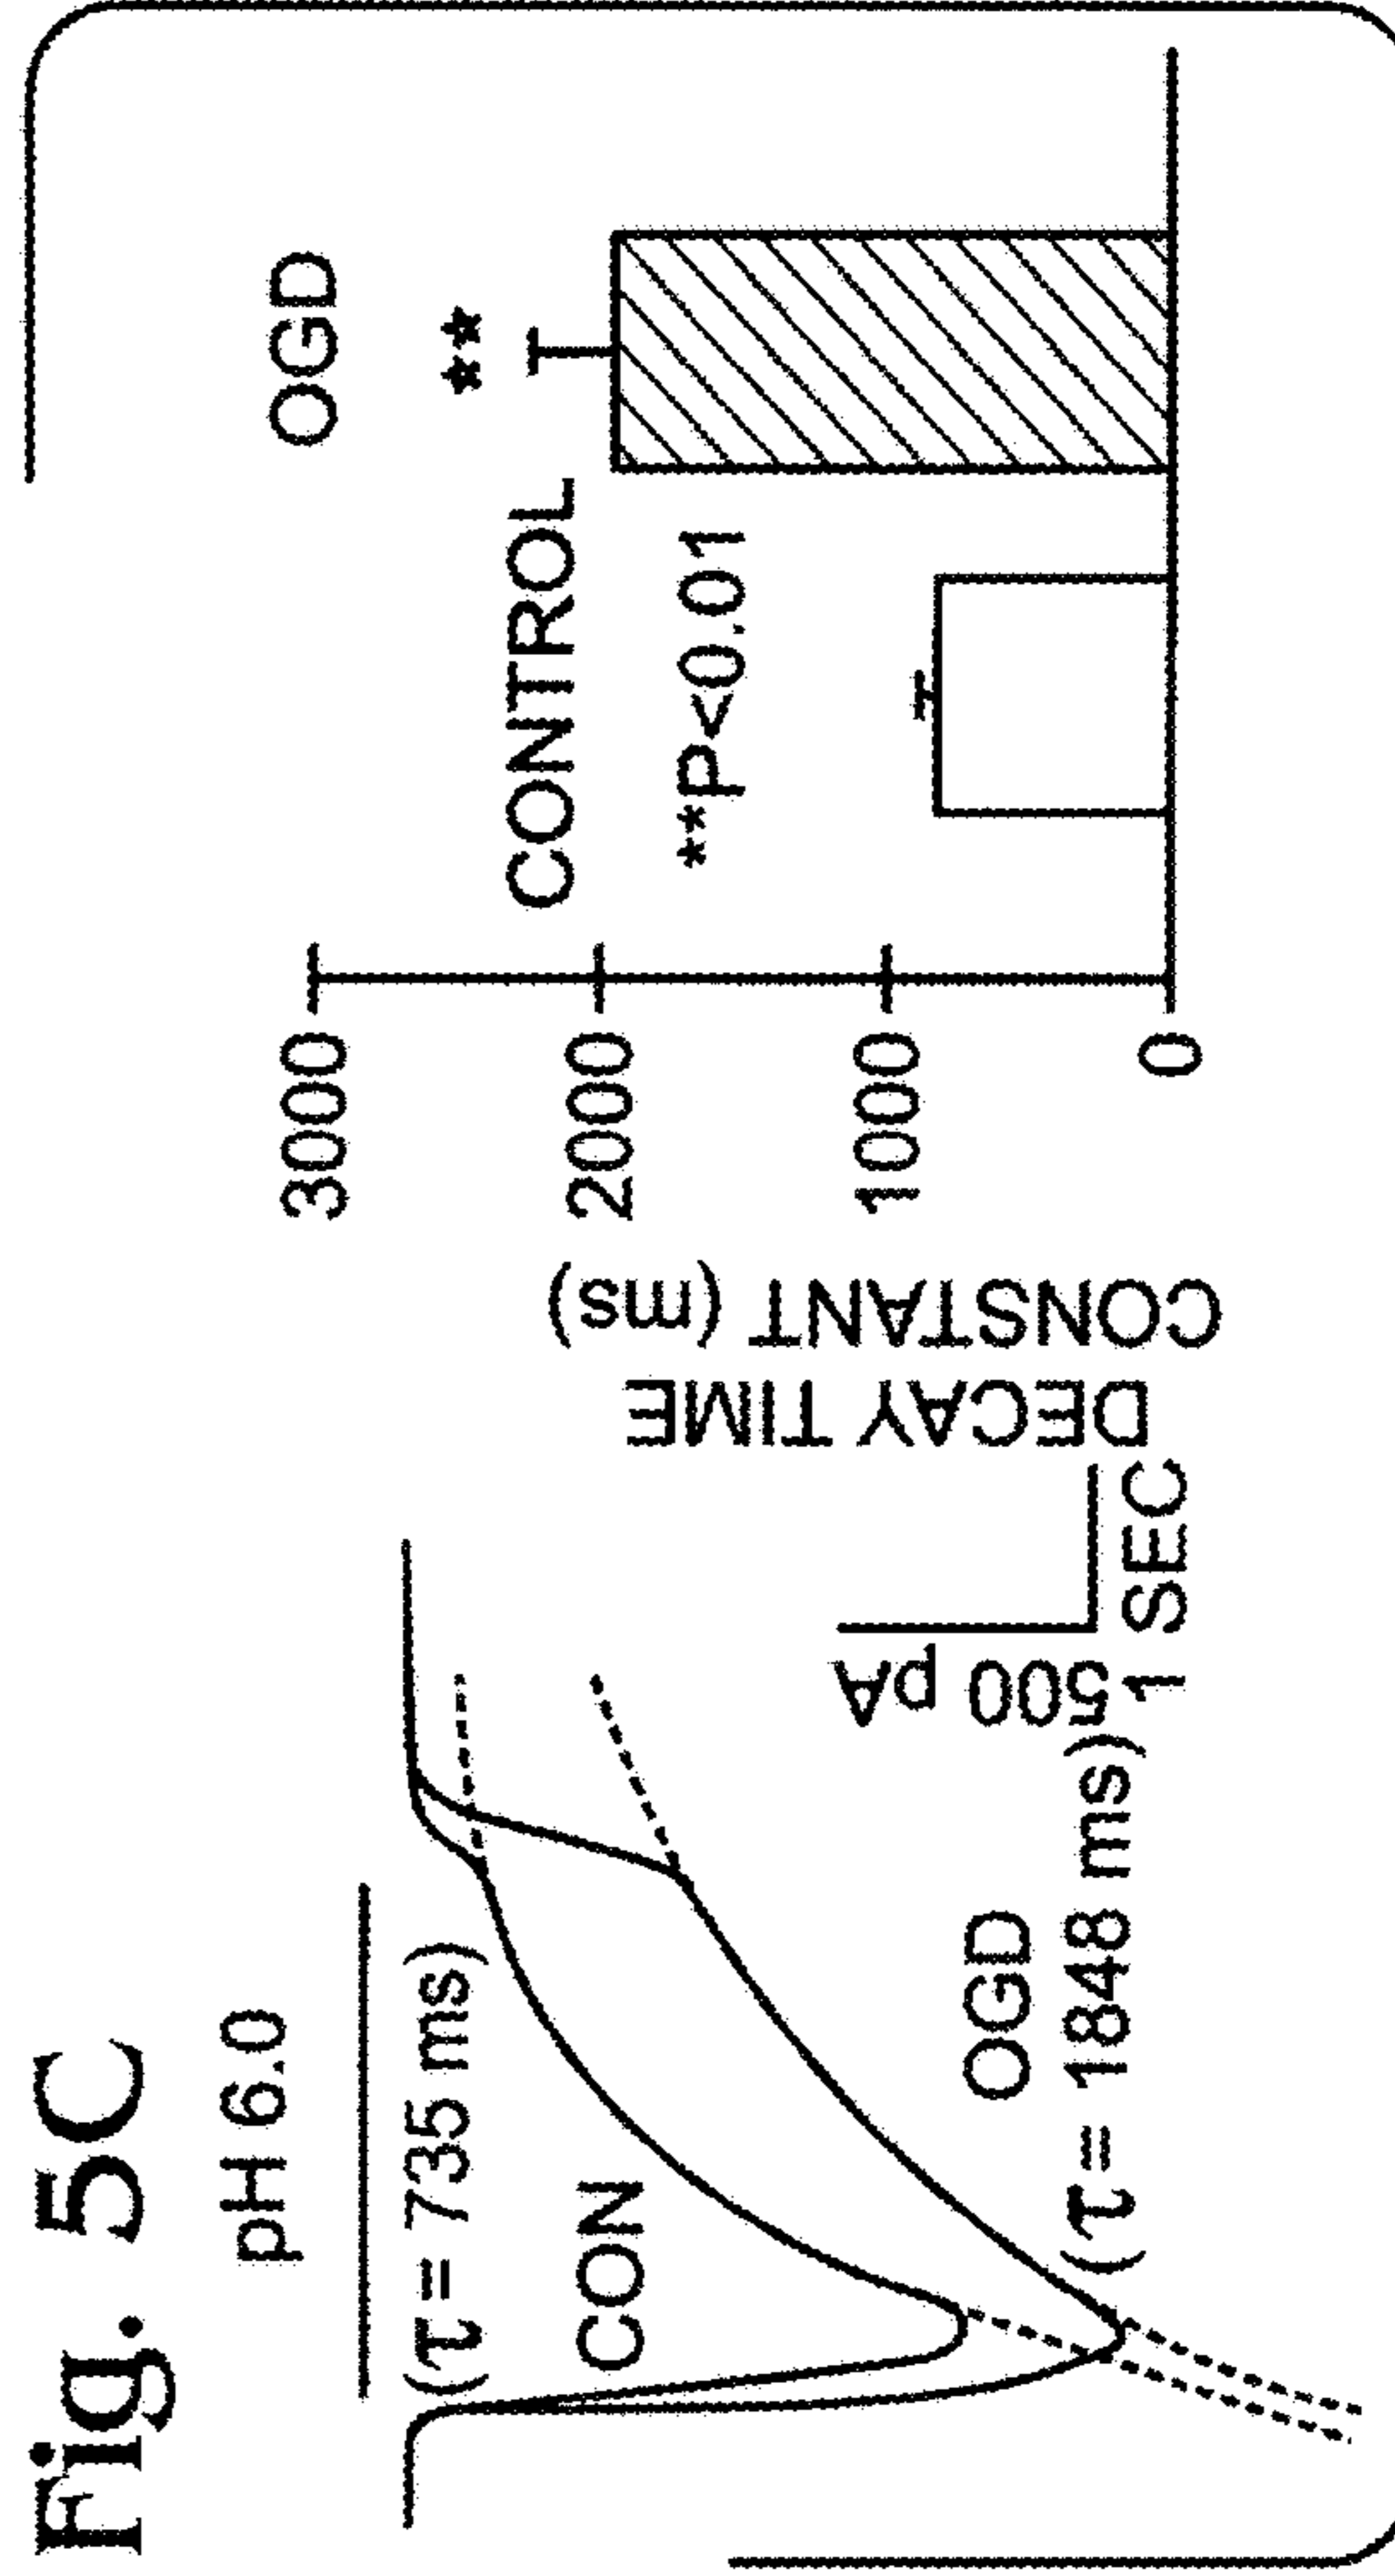 Fig. 5C
pH 6.0
(τ = 735 ms)
CON
OGD
(τ = 1848 ms)
500 pA
1 SEC
DECAY TIME
CONSTANT (ms)
3000
2000
1000
0
CONTROL
**P<0.01
OGD
**